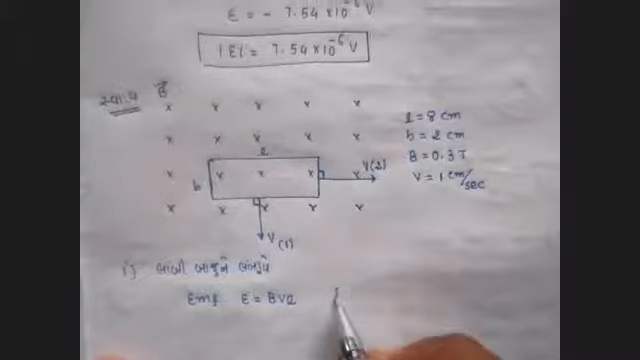 E = - 7.54 × 10⁻⁶ V
|E| = 7.54 × 10⁻⁶ V
B
x x x x x
l = 8 cm
x x x x x
b = 2 cm
l
B = 0.3 T
x x x x x V(2)
V = 1 cm/sec
b
x x x x x
V(1)
i) લાંબી બાજુને લંબરૂપે
Emf E = Bvl